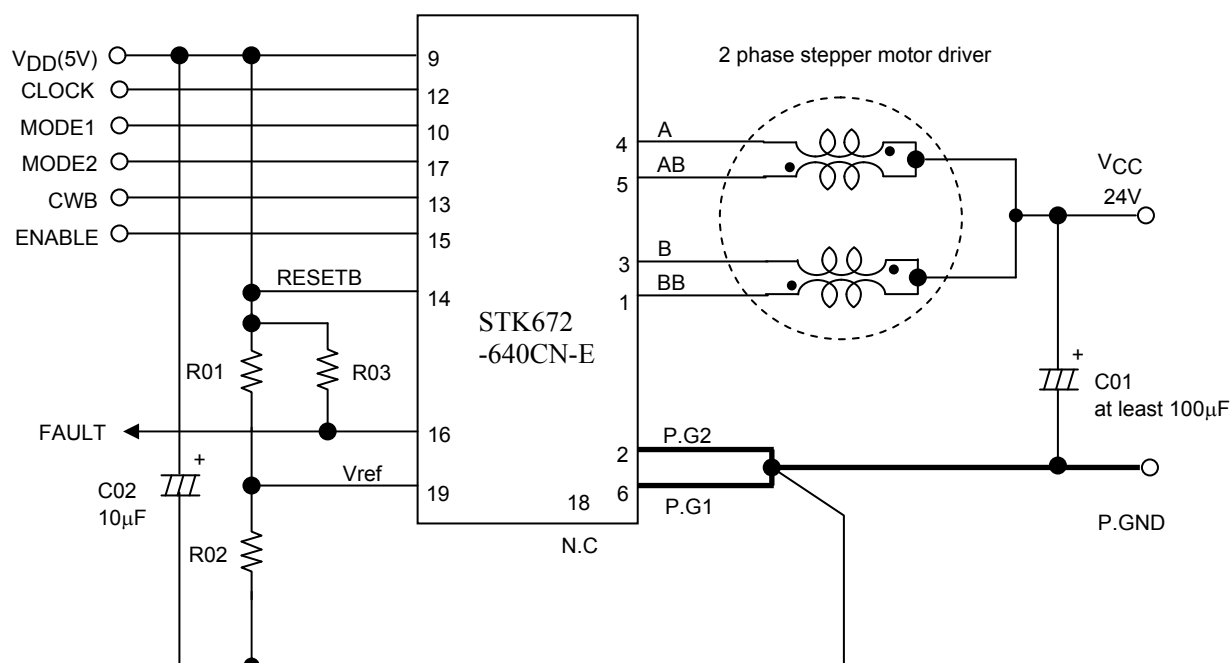 2 phase stepper motor driver
VDD(5V)
9
CLOCK
12
MODE1
10
MODE2
17
CWB
13
ENABLE
15
RESETB
14
A
4
AB
5
B
3
BB
1
VCC
24V
STK672
-640CN-E
R01
R03
+
C01
at least 100μF
FAULT
16
Vref
19
+
C02
10μF
R02
18
N.C
P.G2
2
6
P.G1
P.GND